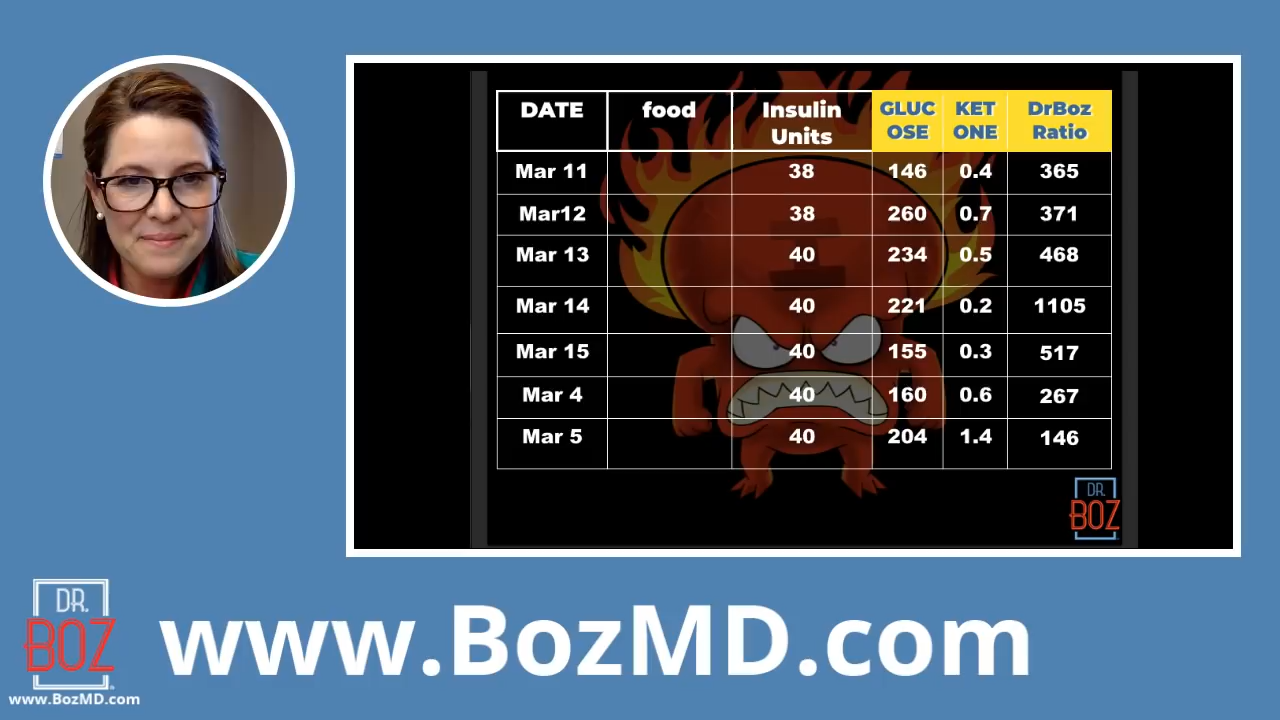 DATE food Insulin Units GLUC OSE KET ONE DrBoz Ratio
Mar 11 38 146 0.4 365
Mar12 38 260 0.7 371
Mar 13 40 234 0.5 468
Mar 14 40 221 0.2 1105
Mar 15 40 155 0.3 517
Mar 4 40 160 0.6 267
Mar 5 40 204 1.4 146
DR.
BOZ
DR.
BOZ
www.BozMD.com
www.BozMD.com